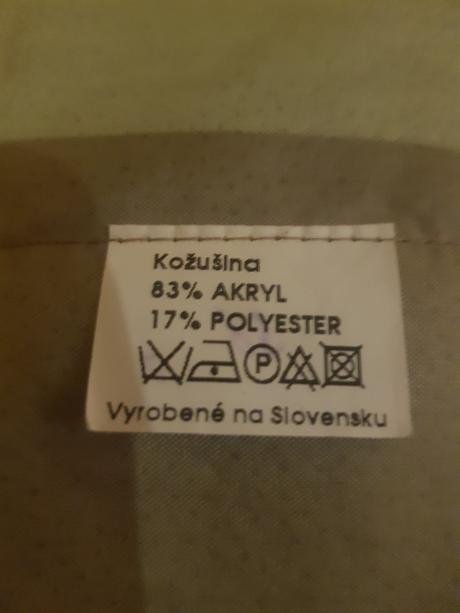 Kožušina
83% AKRYL
17% POLYESTER
P
Vyrobené na Slovensku